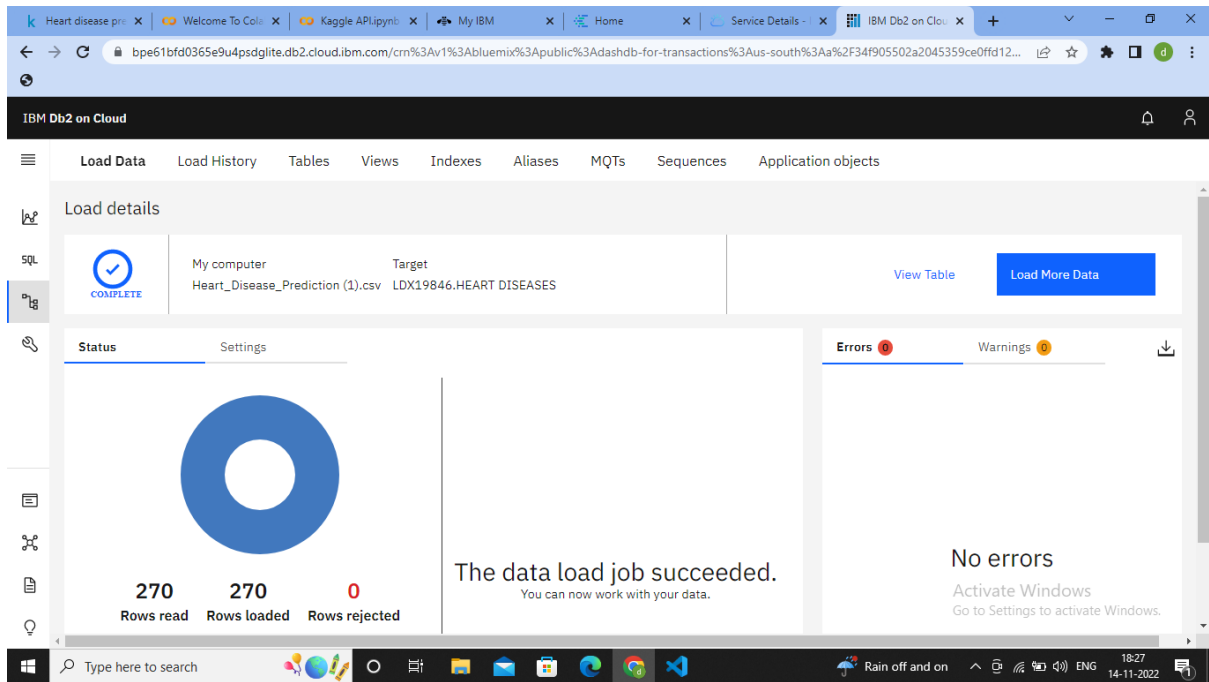 k Heart disease pre
Welcome To Cola
Kaggle API.ipynb
My IBM
Home
Service Details -
IBM Db2 on Clou
bpe61bfd0365e9u4psdglite.db2.cloud.ibm.com/crn%3Av1%3Abluemix%3Apublic%3Adashdb-for-transactions%3Aus-south%3Aa%2F34f905502a2045359ce0ffd12...
d
IBM Db2 on Cloud
Load Data Load History Tables Views Indexes Aliases MQTs Sequences Application objects
Load details
SQL
COMPLETE
My computer Target
Heart_Disease_Prediction (1).csv LDX19846.HEART DISEASES
View Table
Load More Data
Status Settings
Errors 0 Warnings 0
270 270 0
Rows read Rows loaded Rows rejected
The data load job succeeded.
You can now work with your data.
No errors
Activate Windows
Go to Settings to activate Windows.
Type here to search
Rain off and on
ENG
18:27
14-11-2022
1